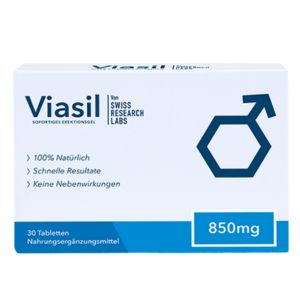 Viasil
SOFORTIGES EREKTIONSGEL
Von
SWISS
RESEARCH
LABS
100% Natürlich
Schnelle Resultate
Keine Nebenwirkungen
30 Tabletten
Nahrungsergänzungsmittel
850mg